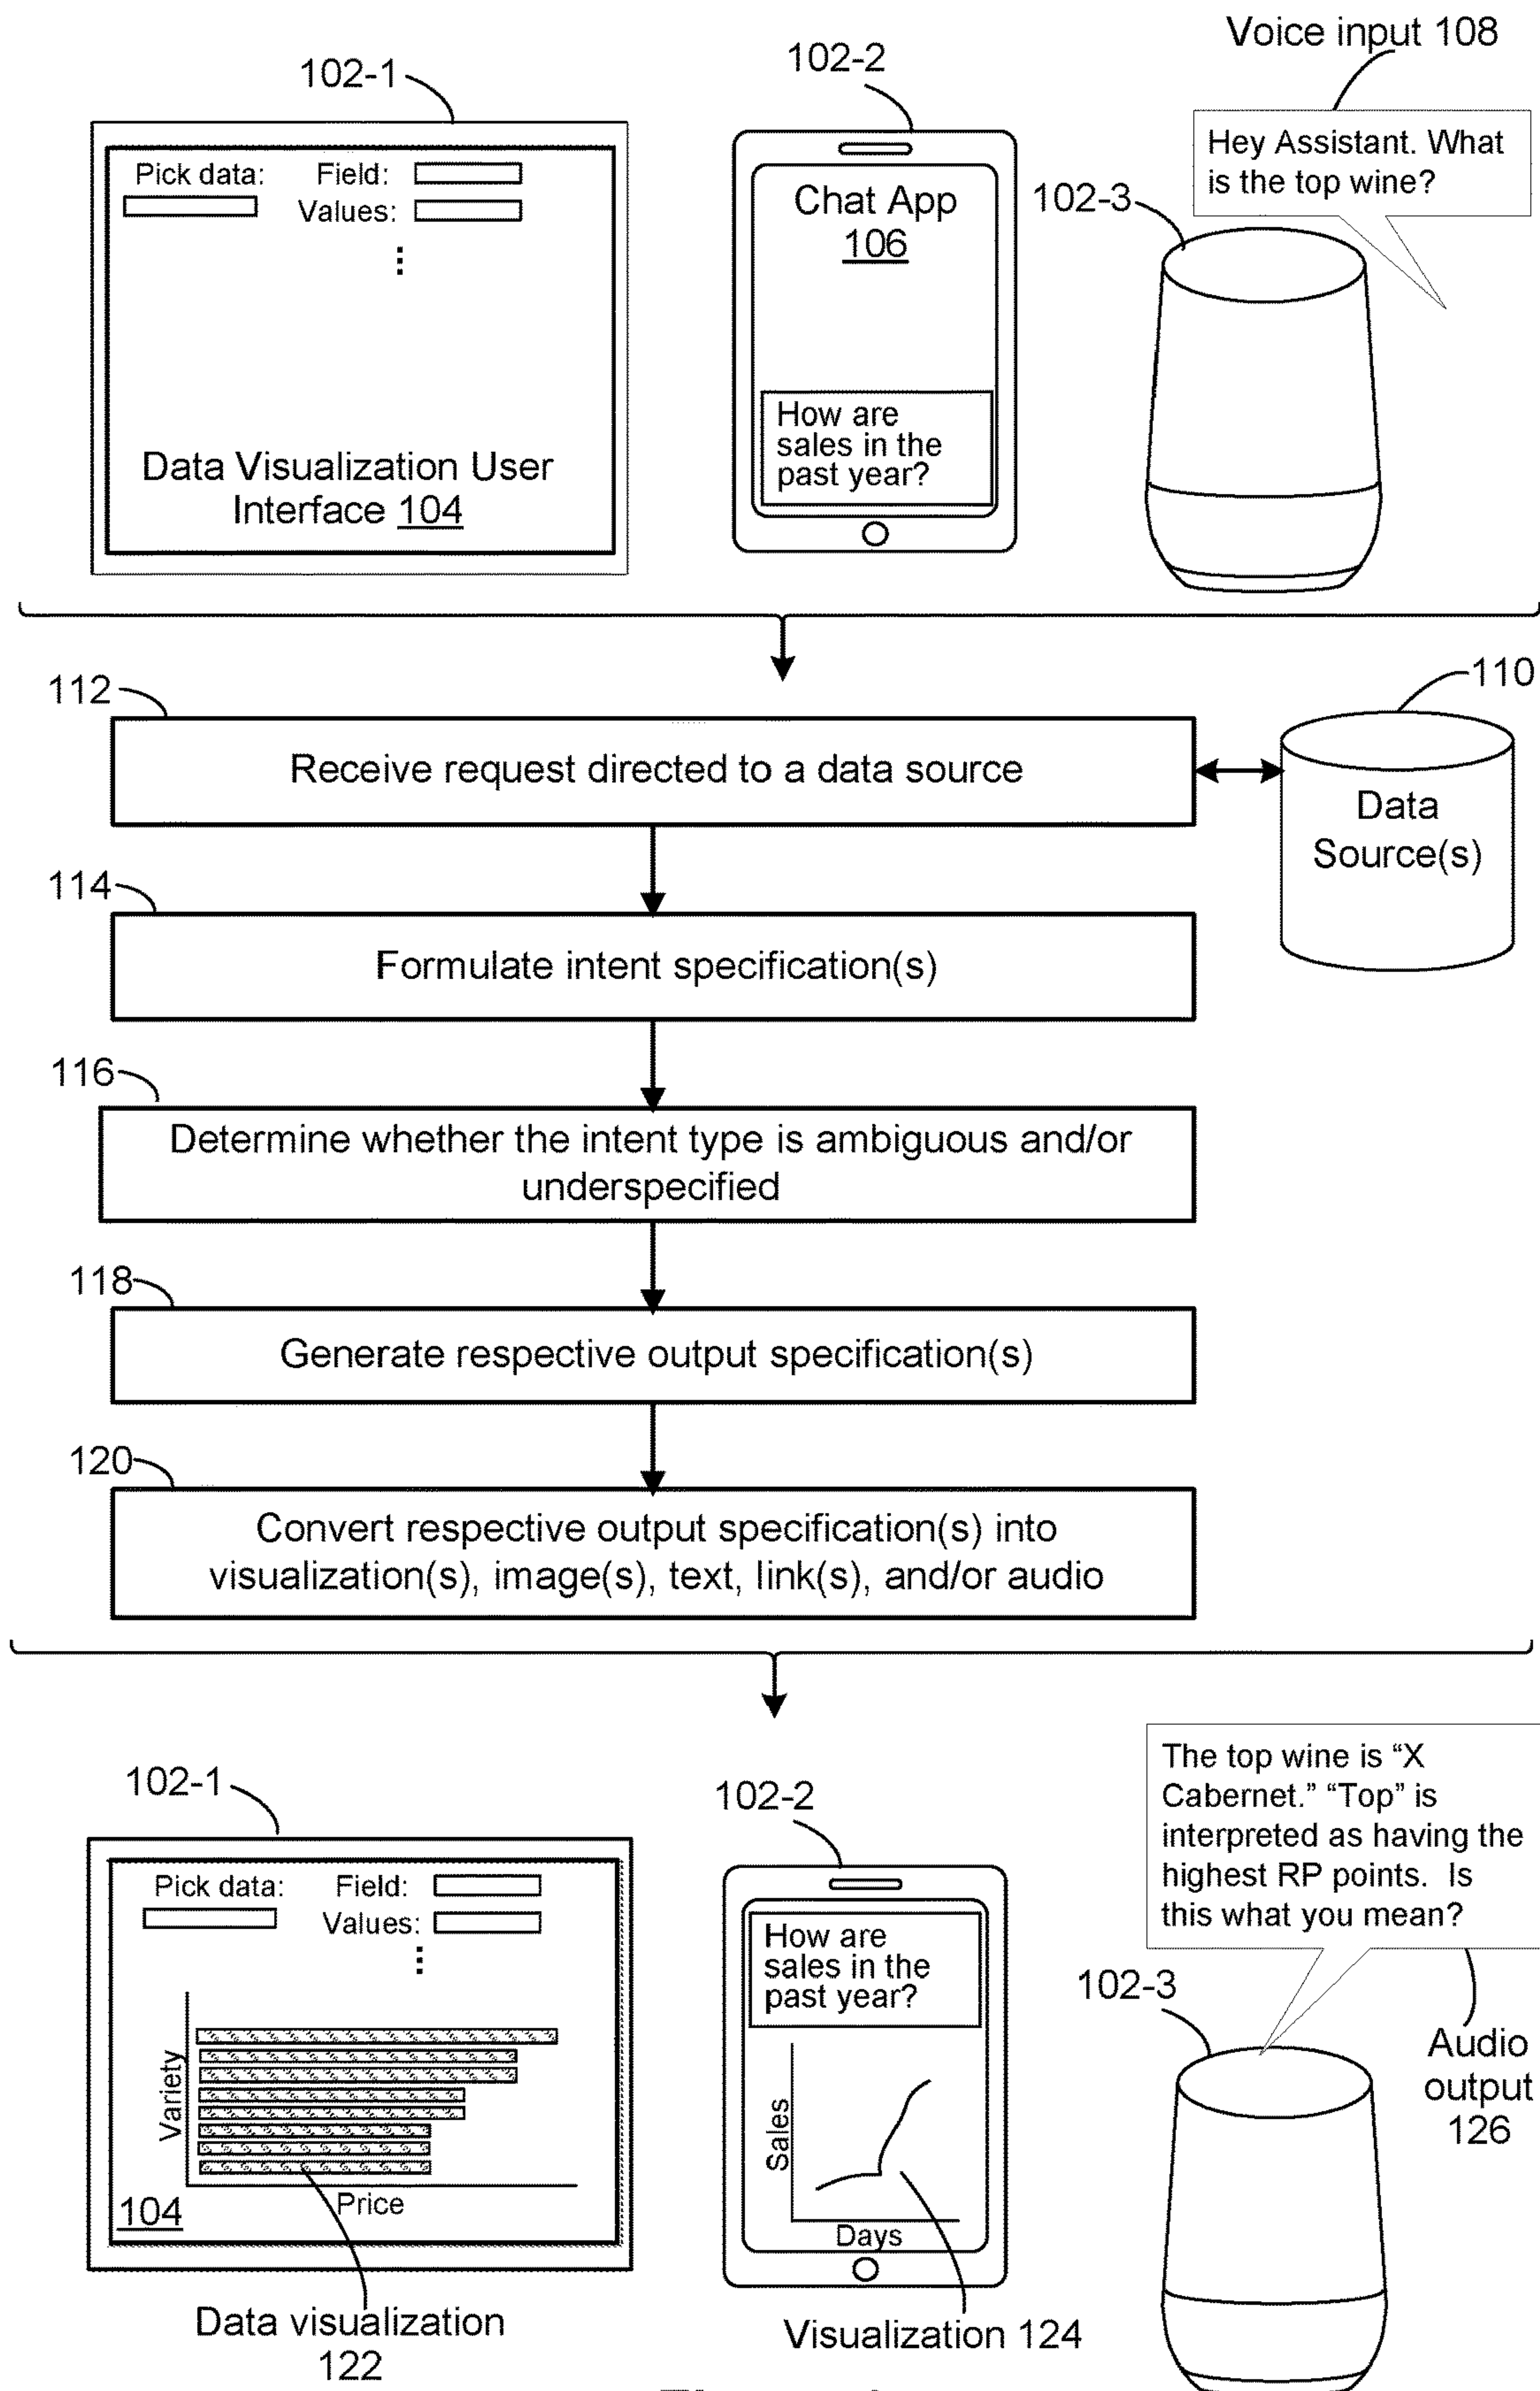 Voice input 108
102-1
102-2
Hey Assistant. What
is the top wine?
102-3
Pick data:
Field:
Values:
Data Visualization User
Interface 104
Chat App
106
How are
sales in the
past year?
112
Receive request directed to a data source
110
Data
Source(s)
114
Formulate intent specification(s)
116
Determine whether the intent type is ambiguous and/or
underspecified
118
Generate respective output specification(s)
120
Convert respective output specification(s) into
visualization(s), image(s), text, link(s), and/or audio
102-1
102-2
The top wine is “X
Cabernet.” “Top” is
interpreted as having the
highest RP points. Is
this what you mean?
Pick data:
Field:
Values:
Variety
Price
104
Data visualization
122
How are
sales in the
past year?
Sales
Days
Visualization 124
102-3
Audio
output
126